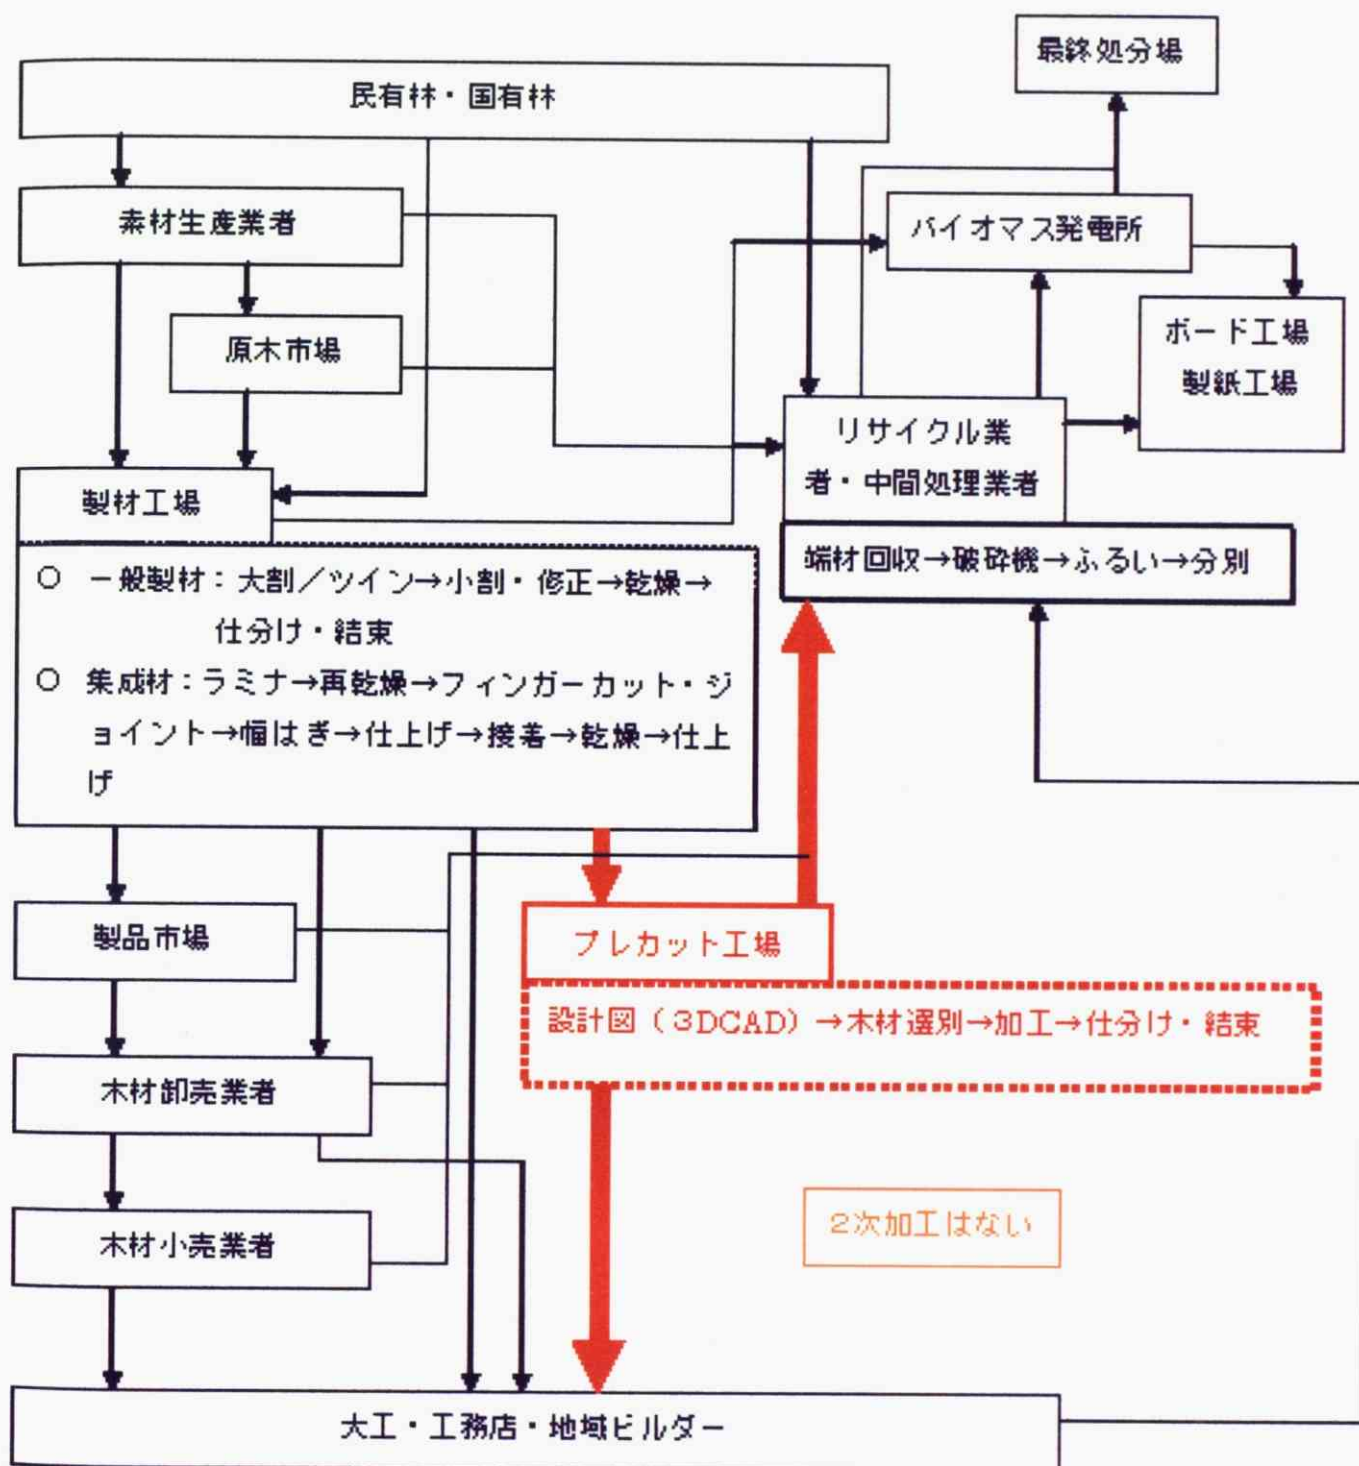 最終処分場
民有林・国有林
素材生産業者
バイオマス発電所
原木市場
ボード工場
製紙工場
リサイクル業
者・中間処理業者
製材工場
端材回収→破砕機→ふるい→分別
○ 一般製材：大割／ツイン→小割・修正→乾燥→
仕分け・結束
○ 集成材：ラミナ→再乾燥→フィンガーカット・ジ
ョイント→幅はぎ→仕上げ→接着→乾燥→仕上
げ
製品市場
プレカット工場
設計図（3DCAD）→木材選別→加工→仕分け・結束
木材卸売業者
木材小売業者
2次加工はない
大工・工務店・地域ビルダー